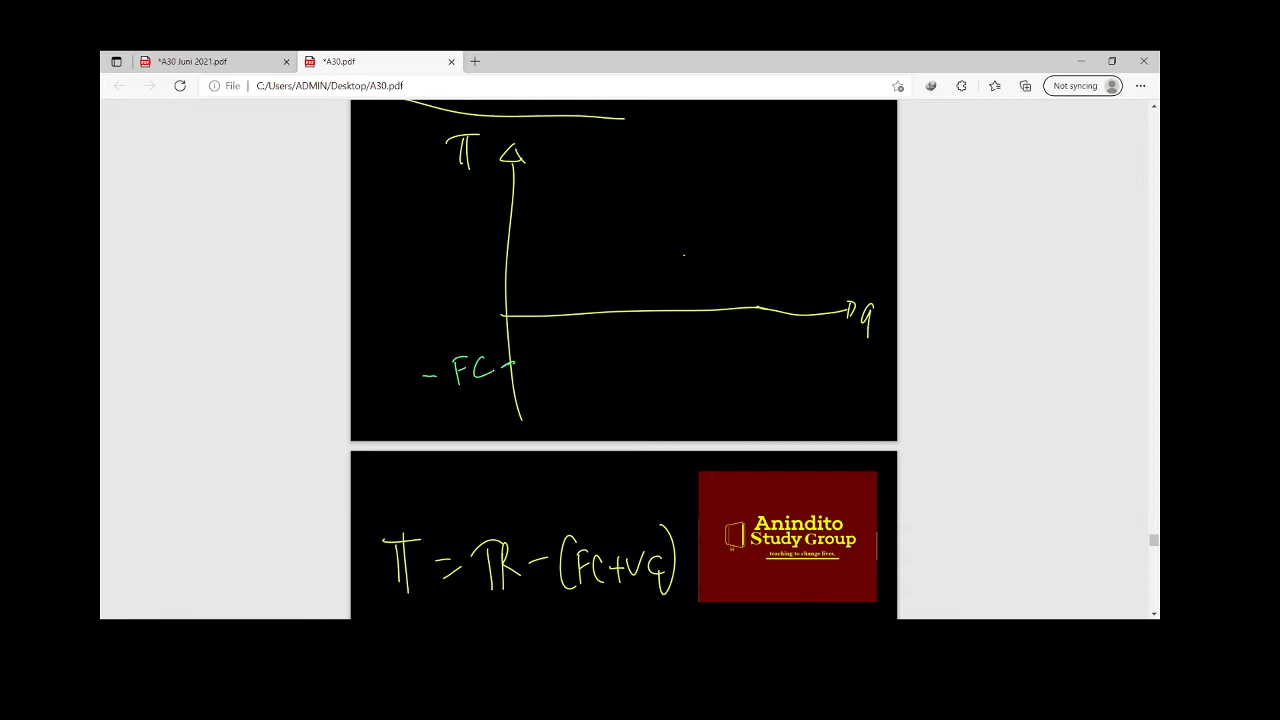 *A30 Juni 2021.pdf
*A30.pdf
File
C:/Users/ADMIN/Desktop/A30.pdf
Not syncing
π
q
- FC
π = TR - (FC+Vq)
Anindito
Study Group
teaching to change lives.